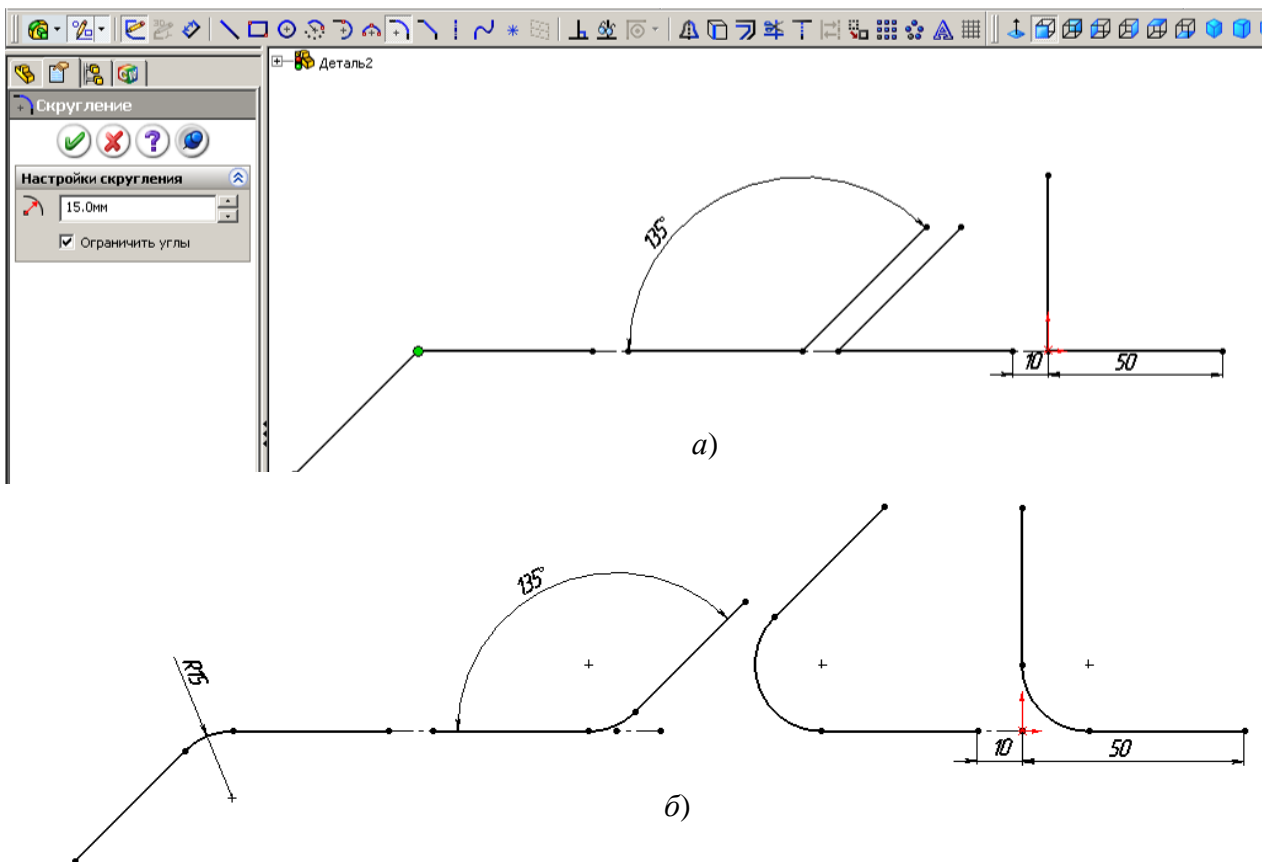 Деталь2
Скругление
Настройки скругления
15.0мм
Ограничить углы
135°
10
50
а)
R15
135°
10
50
б)